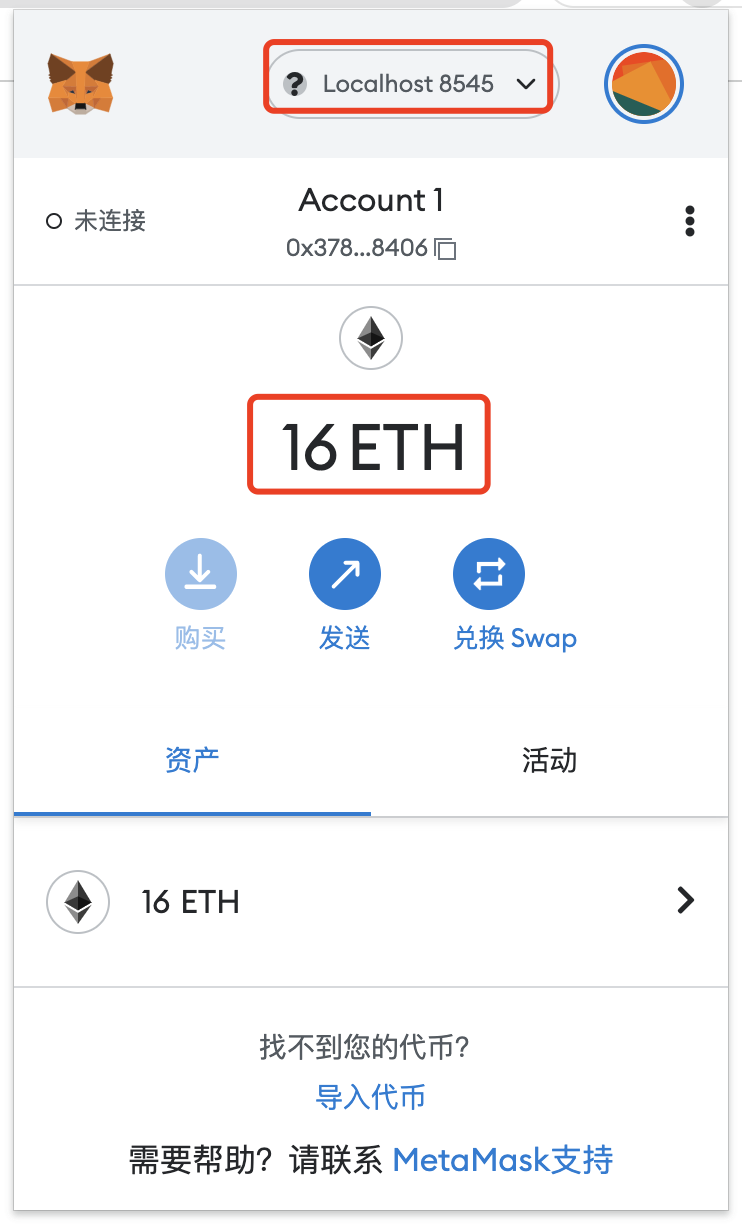 Localhost 8545
未连接
Account 1
0x378...8406
16 ETH
购买
发送
兑换 Swap
资产
活动
16 ETH
找不到您的代币?
导入代币
需要帮助？请联系 MetaMask支持